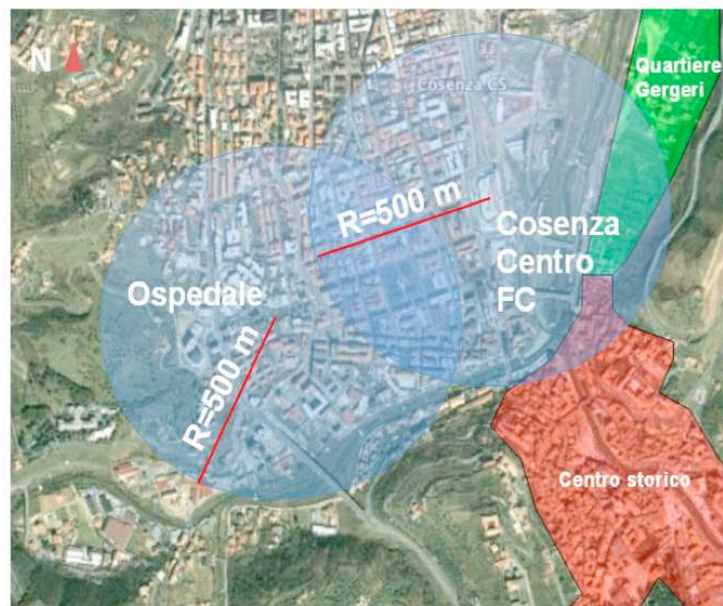 N
Quartiere
Gergeri
Cosenza CS
R=500 m
Cosenza
Centro
FC
Ospedale
R=500 m
Centro storico